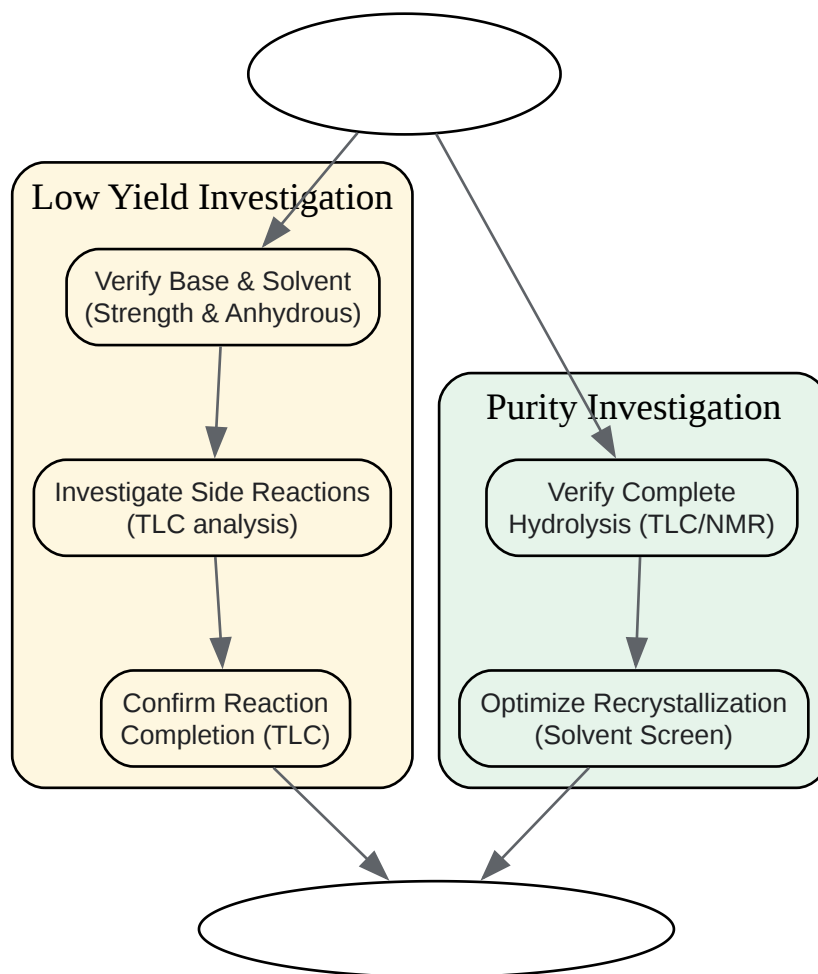 Low Yield Investigation
Verify Base & Solvent
(Strength & Anhydrous)
Investigate Side Reactions
(TLC analysis)
Confirm Reaction
Completion (TLC)
Purity Investigation
Verify Complete
Hydrolysis (TLC/NMR)
Optimize Recrystallization
(Solvent Screen)